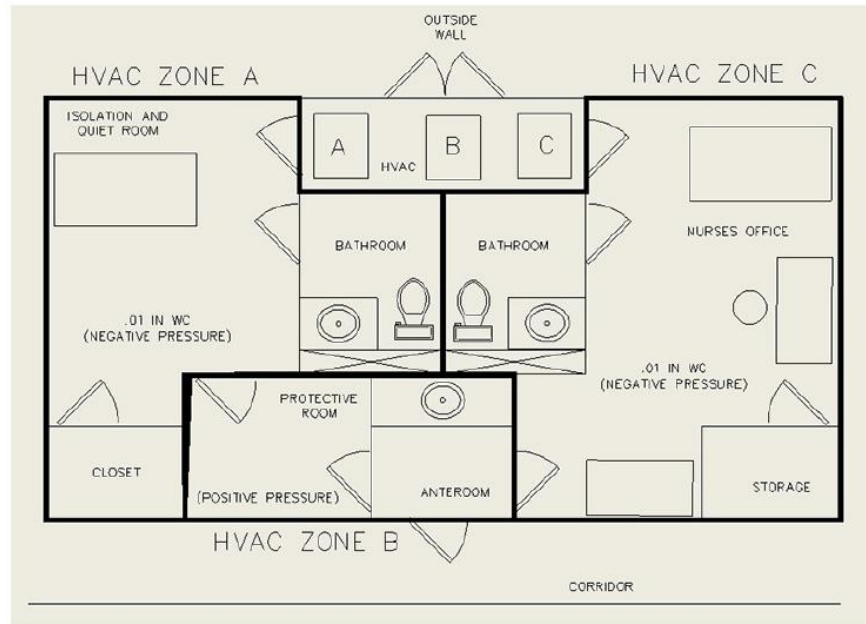 OUTSIDE
WALL
HVAC ZONE A
HVAC ZONE C
ISOLATION AND
QUIET ROOM
A
B
C
HVAC
BATHROOM
BATHROOM
NURSES OFFICE
.01 IN WC
(NEGATIVE PRESSURE)
.01 IN WC
(NEGATIVE PRESSURE)
PROTECTIVE
ROOM
CLOSET
(POSITIVE PRESSURE)
ANTEROOM
STORAGE
HVAC ZONE B
CORRIDOR